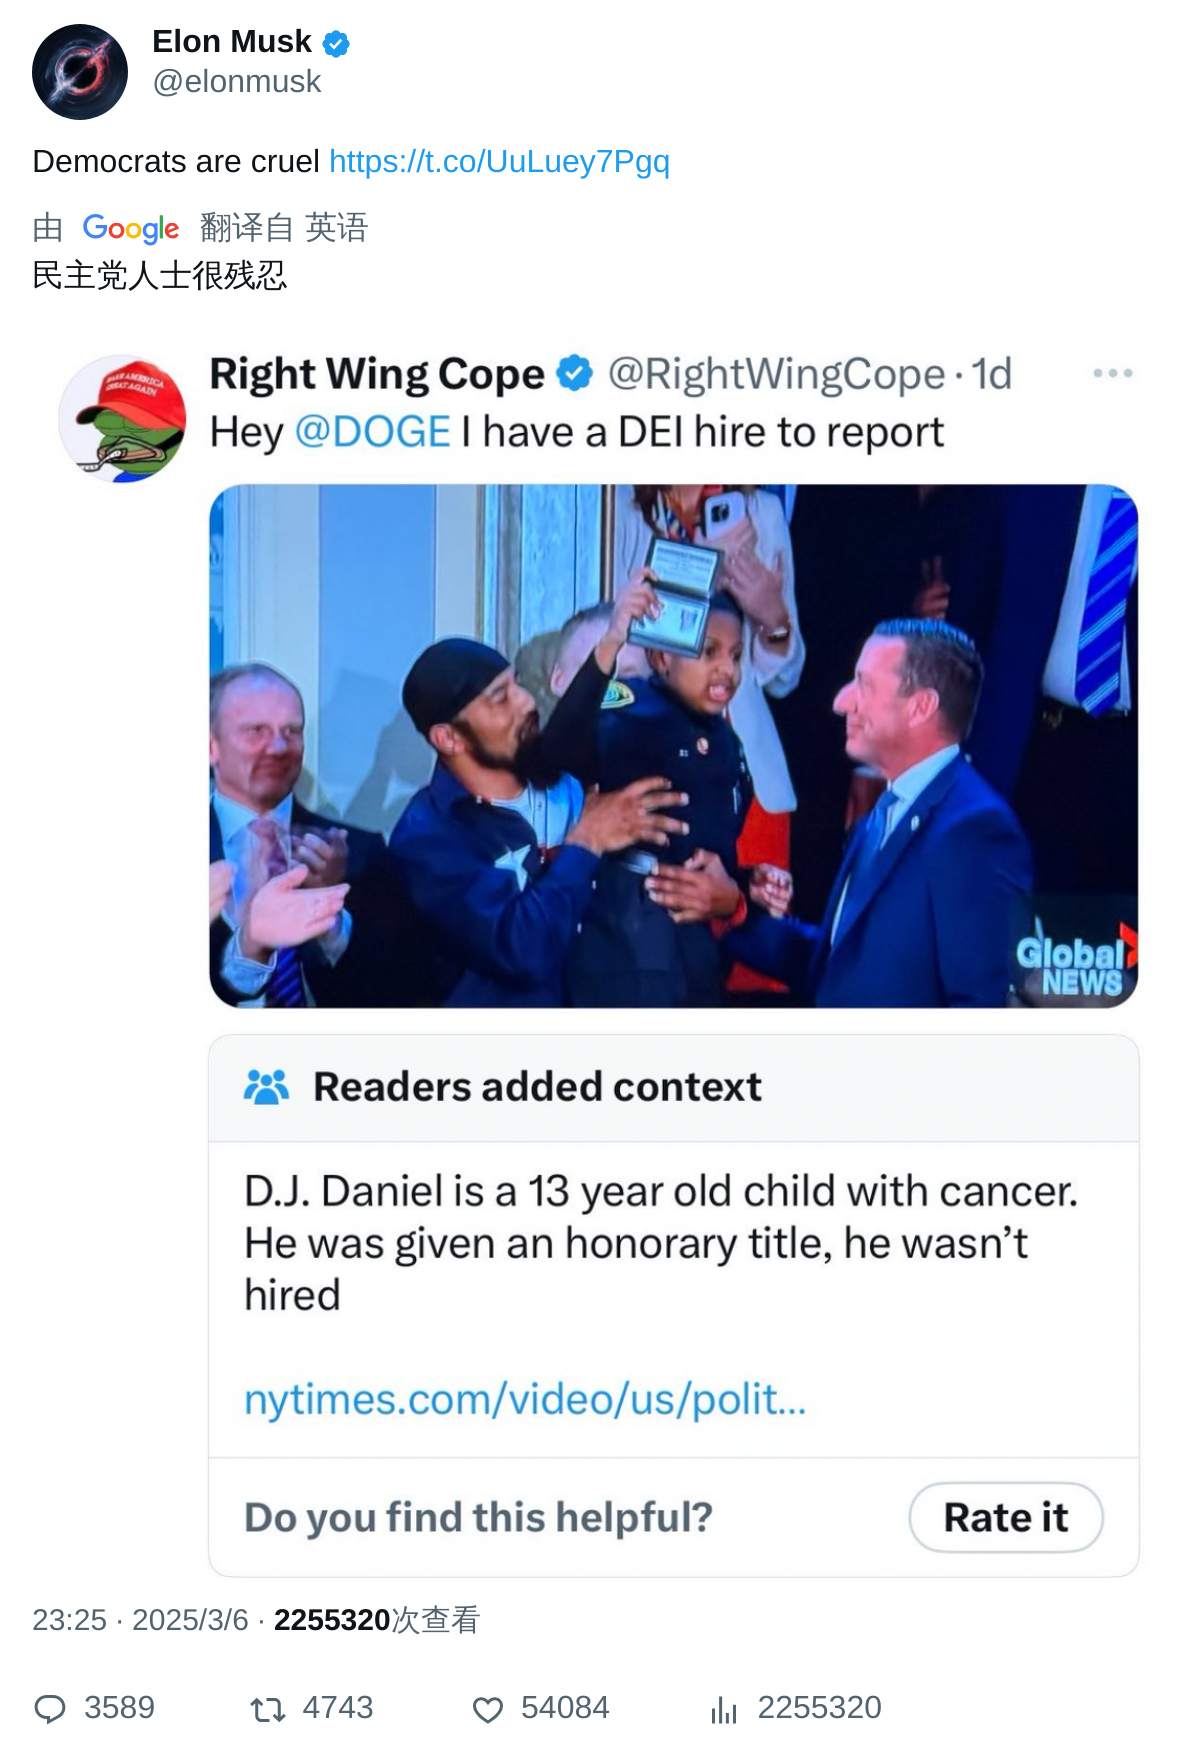 Elon Musk
@elonmusk
Democrats are cruel https://t.co/UuLuey7Pgq
由 Google 翻译自 英语
民主党人士很残忍
Right Wing Cope @RightWingCope · 1d
MAKE AMERICA
GREAT AGAIN
Hey @DOGE I have a DEI hire to report
Global
NEWS
Readers added context
D.J. Daniel is a 13 year old child with cancer.
He was given an honorary title, he wasn’t
hired
nytimes.com/video/us/polit...
Do you find this helpful?
Rate it
23:25 · 2025/3/6 · 2255320次查看
3589 4743 54084 2255320